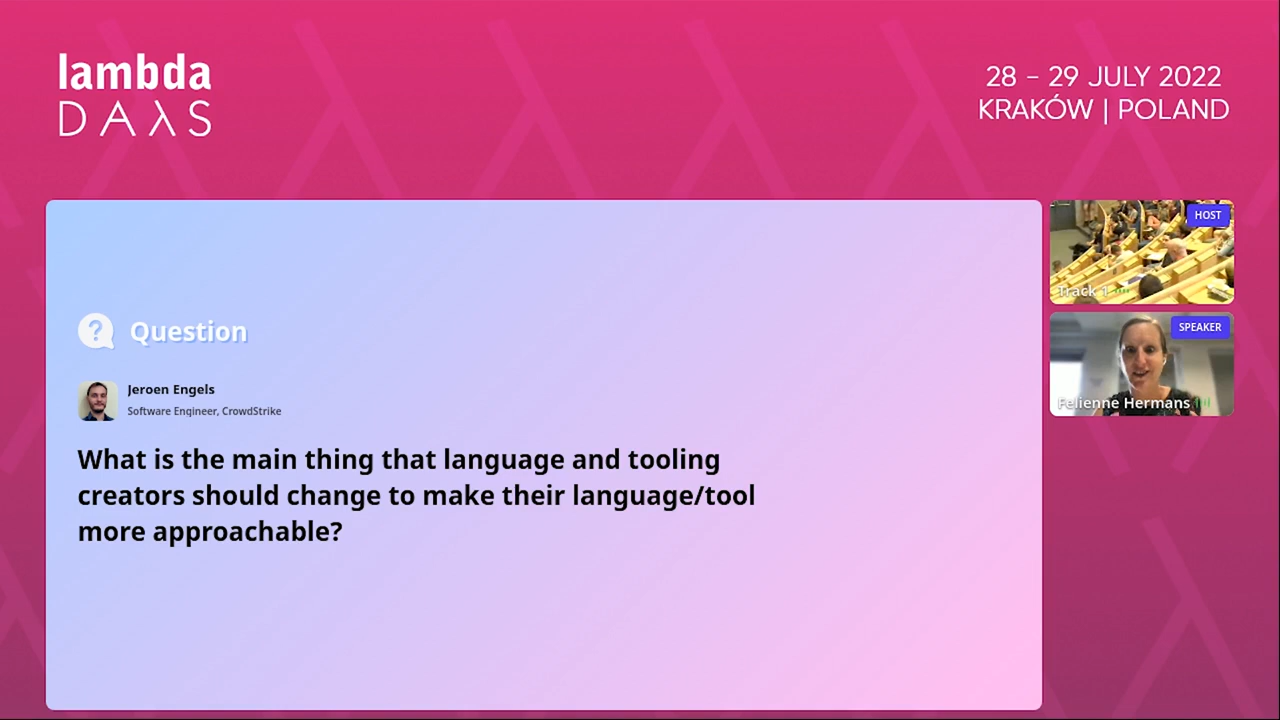 lambda
DAλS
28 – 29 JULY 2022
KRAKÓW | POLAND
HOST
Track 1
SPEAKER
Felienne Hermans
Question
Jeroen Engels
Software Engineer, CrowdStrike
What is the main thing that language and tooling
creators should change to make their language/tool
more approachable?